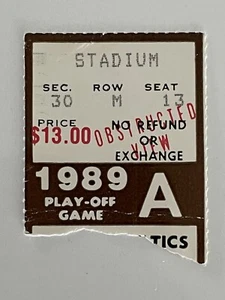 STADIUM
SEC. ROW SEAT
30 M 13
PRICE
$13.00
NO REFUND
OR
EXCHANGE
OBSTRUCTED
VIEW
1989 A
PLAY-OFF
GAME